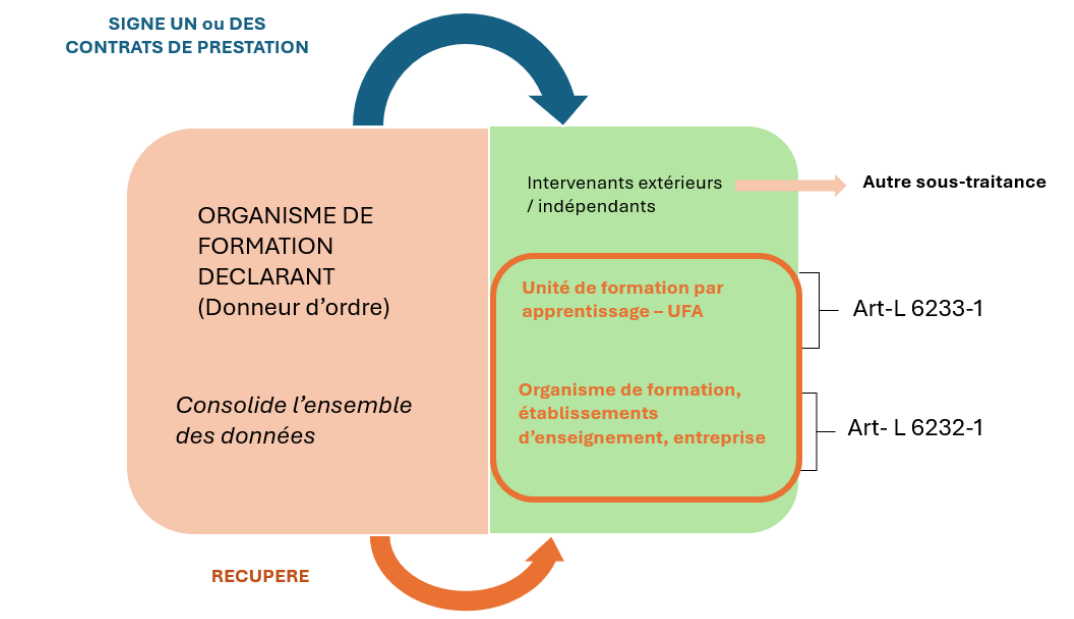 SIGNE UN ou DES
CONTRATS DE PRESTATION
Intervenants extérieurs
/ indépendants
Autre sous-traitance
ORGANISME DE
FORMATION
DECLARANT
(Donneur d’ordre)
Unité de formation par
apprentissage – UFA
Art-L 6233-1
Consolide l’ensemble
des données
Organisme de formation,
établissements
d’enseignement, entreprise
Art- L 6232-1
RECUPERE